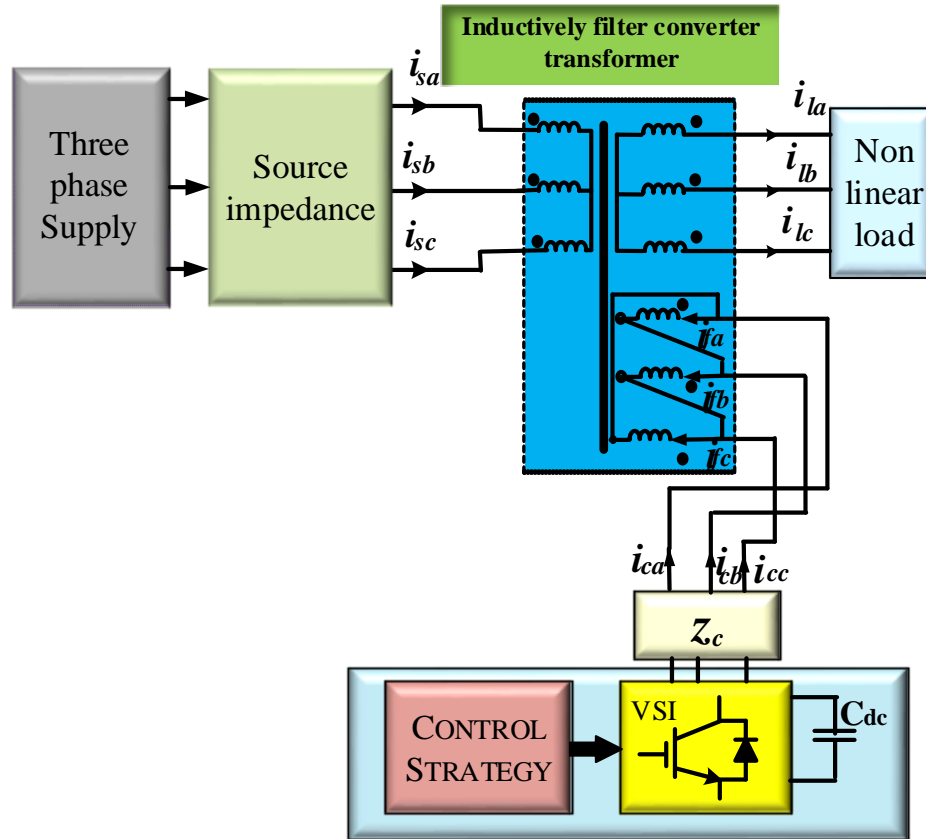 Inductively filter converter
transformer
isa
isb
isc
ila
ilb
ilc
Three
phase
Supply
Source
impedance
Non
linear
load
ifa
ifb
ifc
ica
icb
icc
zc
CONTROL
STRATEGY
VSI
Cdc